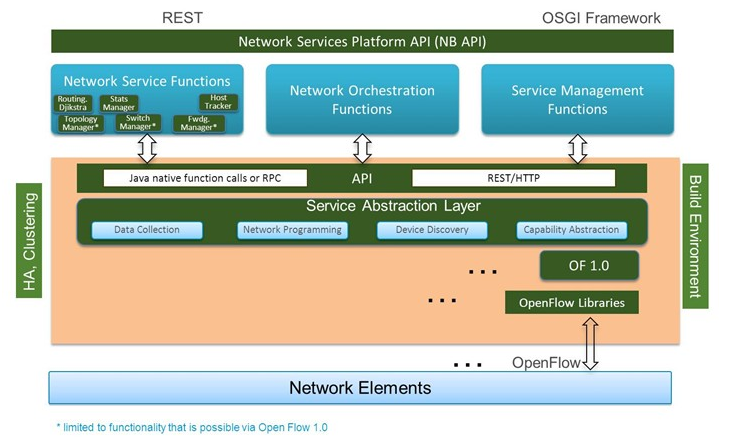 REST
OSGI Framework
Network Services Platform API (NB API)
Network Service Functions
Routing. Djikstra
Stats Manager
Host Tracker
Topology Manager*
Switch Manager*
Fwdg. Manager*
Network Orchestration
Functions
Service Management
Functions
Java native function calls or RPC
API
REST/HTTP
Service Abstraction Layer
Data Collection
Network Programming
Device Discovery
Capability Abstraction
HA, Clustering
Build Environment
... OF 1.0
... OpenFlow Libraries
... OpenFlow
Network Elements
* limited to functionality that is possible via Open Flow 1.0